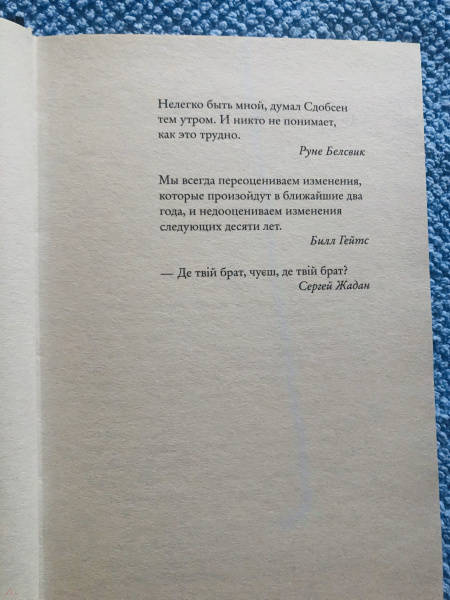 Нелегко быть мной, думал Сдобсен
тем утром. И никто не понимает,
как это трудно.
Руне Белсвик
Мы всегда переоцениваем изменения,
которые произойдут в ближайшие два
года, и недооцениваем изменения
следующих десяти лет.
Билл Гейтс
— Де твій брат, чуєш, де твій брат?
Сергей Жадан